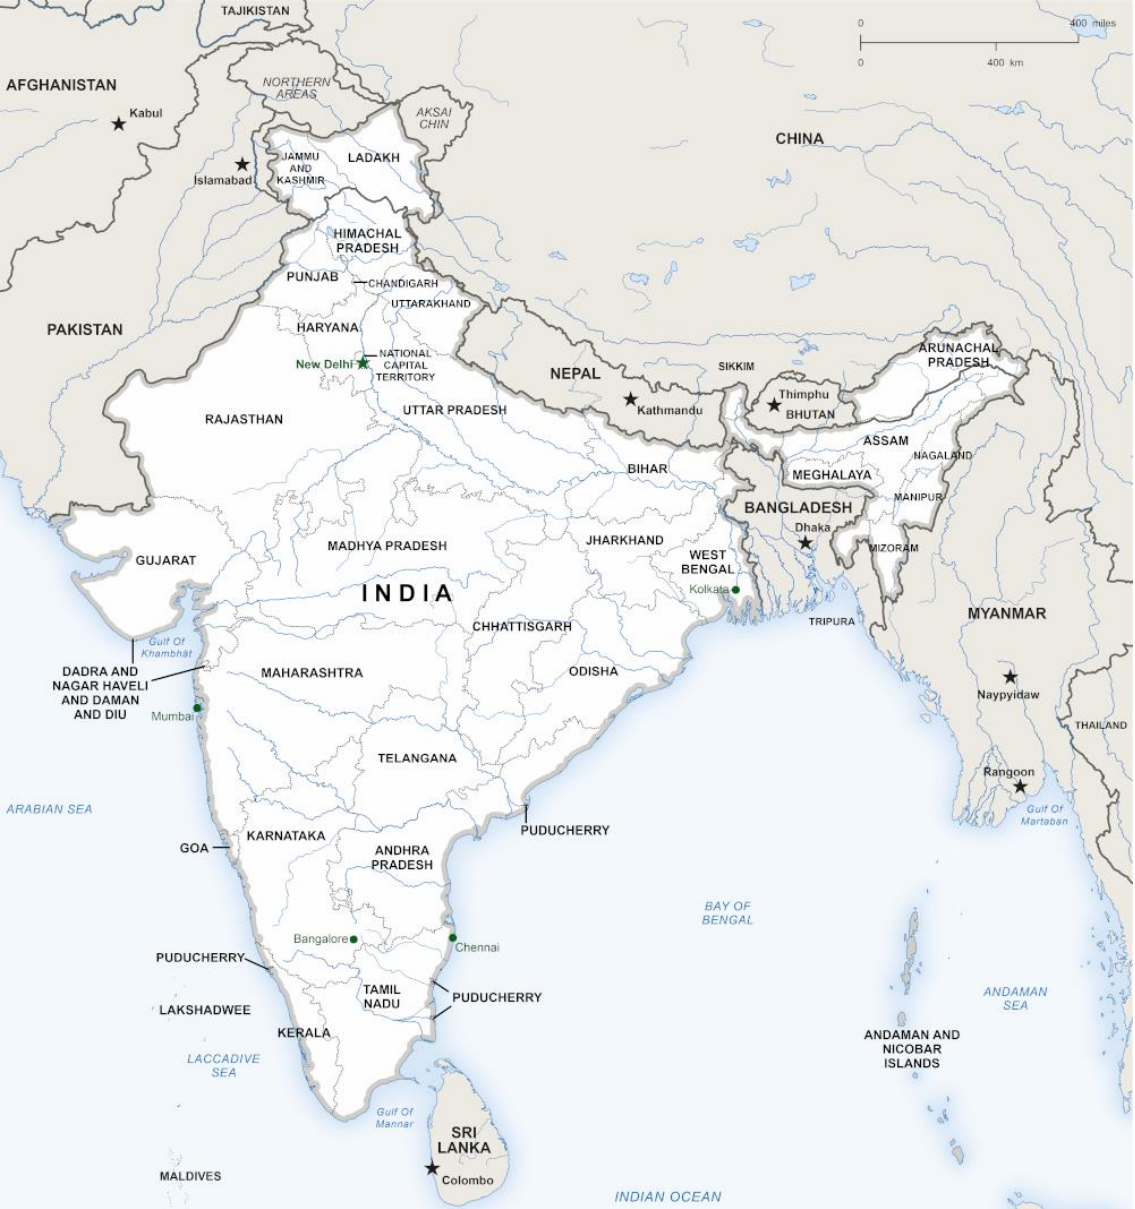 TAJIKISTAN
0
400 miles
0
400 km
AFGHANISTAN
Kabul
NORTHERN
AREAS
AKSAI
CHIN
CHINA
Islamabad
JAMMU
AND
KASHMIR
LADAKH
HIMACHAL
PRADESH
PUNJAB
CHANDIGARH
UTTARAKHAND
PAKISTAN
HARYANA
New Delhi
NATIONAL
CAPITAL
TERRITORY
NEPAL
Kathmandu
SIKKIM
Thimphu
BHUTAN
ARUNACHAL
PRADESH
RAJASTHAN
UTTAR PRADESH
BIHAR
ASSAM
NAGALAND
MEGHALAYA
MANIPUR
BANGLADESH
Dhaka
GUJARAT
MADHYA PRADESH
JHARKHAND
WEST
BENGAL
Kolkata
MIZORAM
INDIA
CHHATTISGARH
TRIPURA
MYANMAR
Gulf Of
Khambhāt
DADRA AND
NAGAR HAVELI
AND DAMAN
AND DIU
MAHARASHTRA
ODISHA
Naypyidaw
Mumbai
THAILAND
TELANGANA
Rangoon
ARABIAN SEA
Gulf Of
Martaban
KARNATAKA
PUDUCHERRY
GOA
ANDHRA
PRADESH
BAY OF
BENGAL
Bangalore
Chennai
PUDUCHERRY
TAMIL
NADU
PUDUCHERRY
ANDAMAN
SEA
LAKSHADWEE
KERALA
ANDAMAN AND
NICOBAR
ISLANDS
LACCADIVE
SEA
Gulf Of
Mannar
SRI
LANKA
MALDIVES
Colombo
INDIAN OCEAN